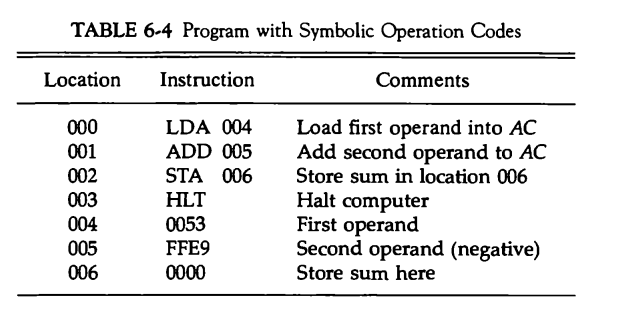 TABLE 6-4 Program with Symbolic Operation Codes
Location Instruction Comments
000 LDA 004 Load first operand into AC
001 ADD 005 Add second operand to AC
002 STA 006 Store sum in location 006
003 HLT Halt computer
004 0053 First operand
005 FFE9 Second operand (negative)
006 0000 Store sum here